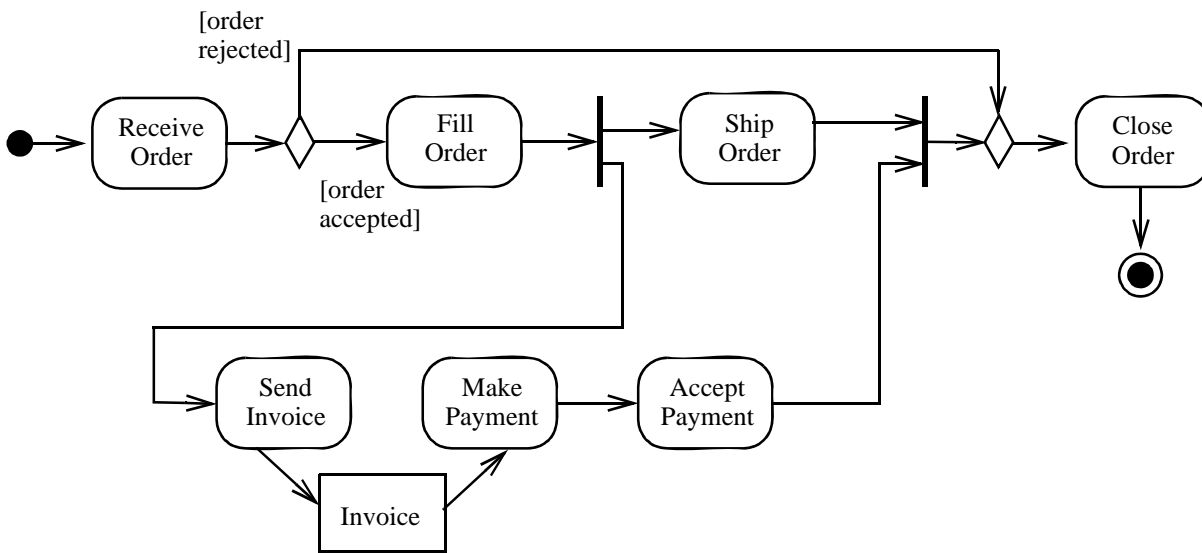 [order
rejected]
Receive
Order
Fill
Order
[order
accepted]
Ship
Order
Close
Order
Send
Invoice
Make
Payment
Accept
Payment
Invoice